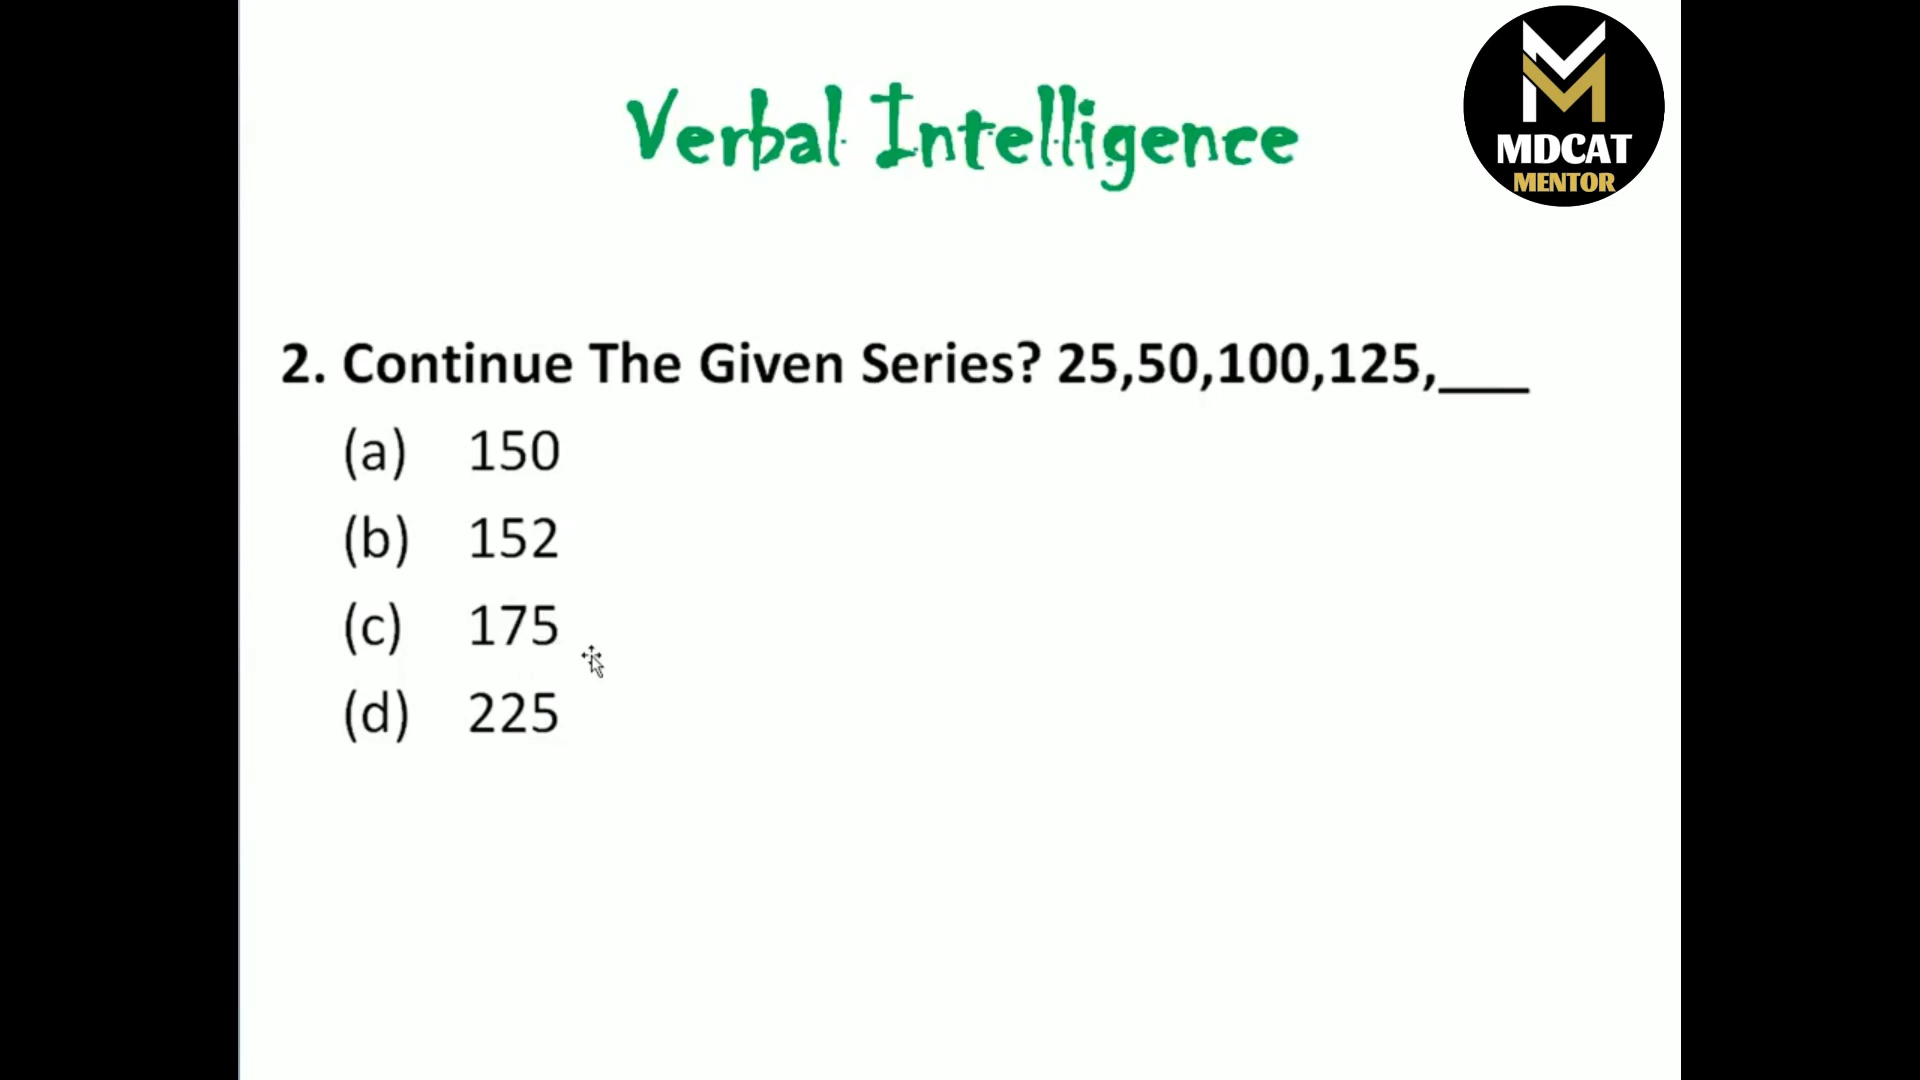 Verbal Intelligence
MDCAT
MENTOR
2. Continue The Given Series? 25,50,100,125,___
(a) 150
(b) 152
(c) 175
(d) 225